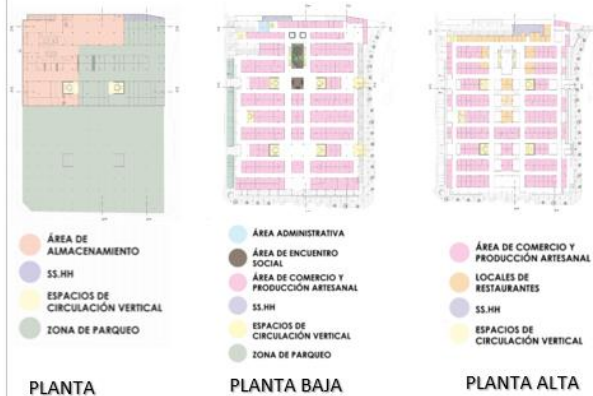 ÁREA DE
ALMACENAMIENTO
SS.HH
ESPACIOS DE
CIRCULACIÓN VERTICAL
ZONA DE PARQUEO
PLANTA
ÁREA ADMINISTRATIVA
ÁREA DE ENCUENTRO
SOCIAL
ÁREA DE COMERCIO Y
PRODUCCIÓN ARTESANAL
SS.HH
ESPACIOS DE
CIRCULACIÓN VERTICAL
ZONA DE PARQUEO
PLANTA BAJA
ÁREA DE COMERCIO Y
PRODUCCIÓN ARTESANAL
LOCALES DE
RESTAURANTES
SS.HH
ESPACIOS DE
CIRCULACIÓN VERTICAL
PLANTA ALTA